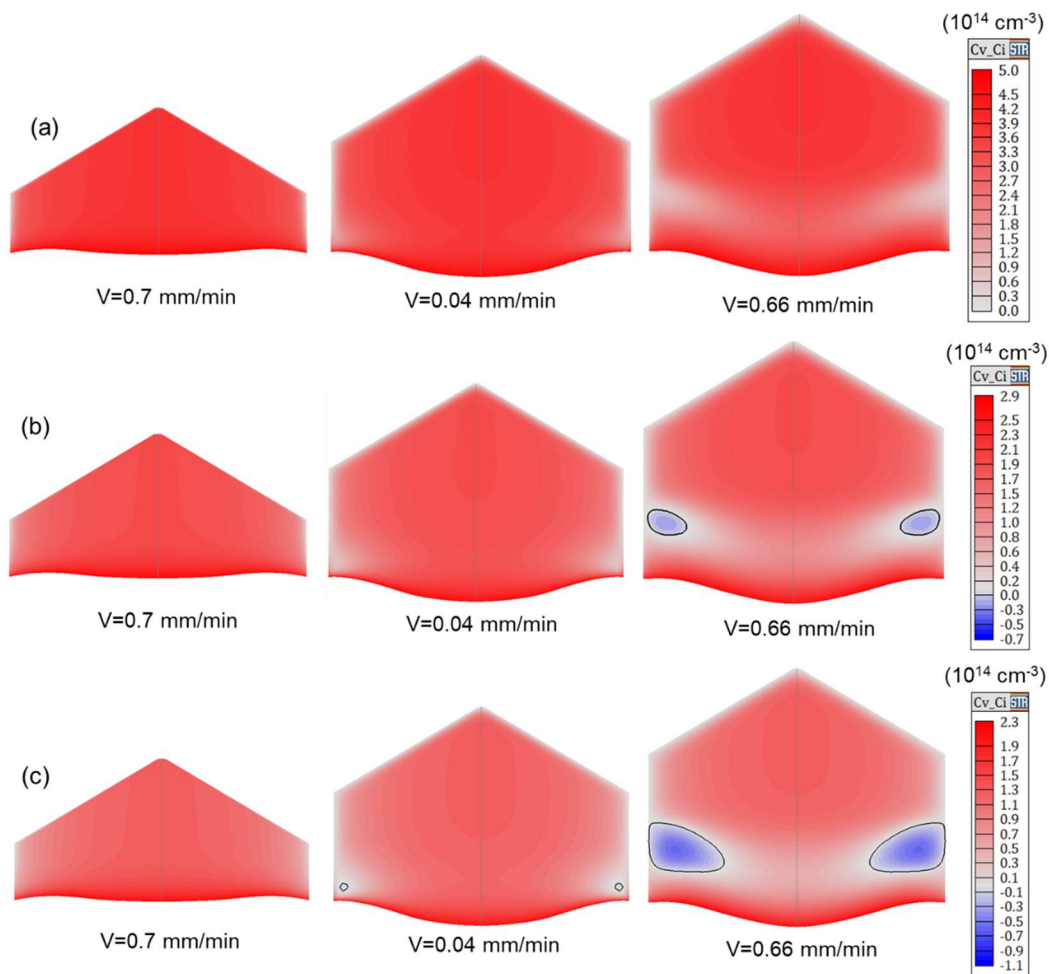 (10¹⁴ cm⁻³)
Cv_Ci STR
(a)
5.0
4.5
4.2
3.9
3.6
3.3
2.7
2.4
2.1
1.8
1.5
1.2
0.9
0.6
0.3
0.0
V=0.7 mm/min
V=0.04 mm/min
V=0.66 mm/min
(10¹⁴ cm⁻³)
Cv_Ci STR
(b)
2.9
2.5
2.3
2.1
1.9
1.7
1.5
1.2
1.0
0.8
0.6
0.4
0.2
0.0
-0.3
-0.5
-0.7
V=0.7 mm/min
V=0.04 mm/min
V=0.66 mm/min
(10¹⁴ cm⁻³)
Cv_Ci STR
(c)
2.3
1.9
1.7
1.5
1.3
1.1
0.9
0.7
0.5
0.3
0.1
-0.1
-0.3
-0.5
-0.7
-0.9
-1.1
V=0.7 mm/min
V=0.04 mm/min
V=0.66 mm/min